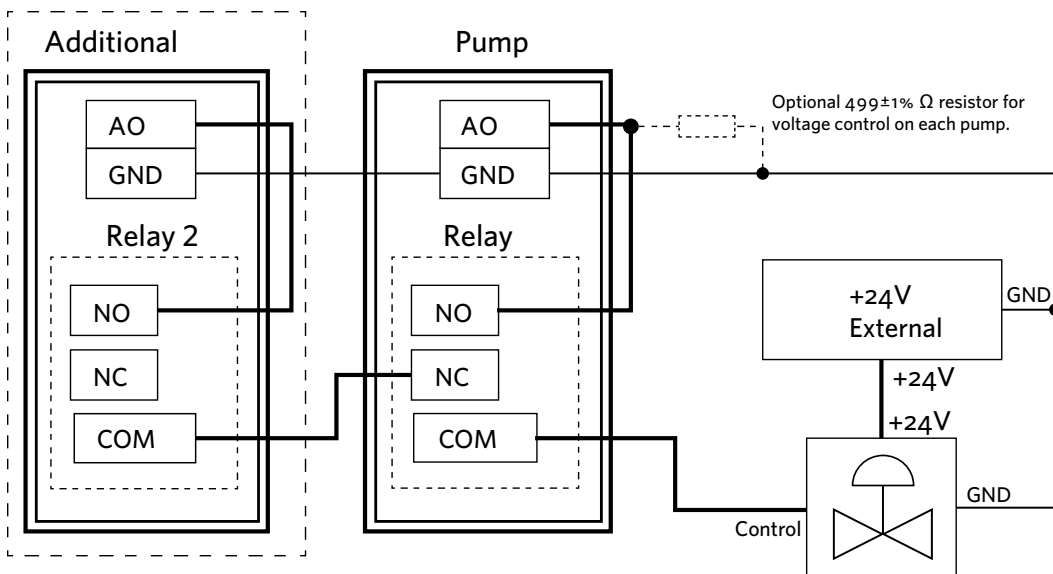 Additional
Pump
AO
GND
Relay 2
NO
NC
COM
AO
GND
Relay
NO
NC
COM
Optional 499±1% Ω resistor for
voltage control on each pump.
+24V
External
GND
+24V
+24V
GND
Control